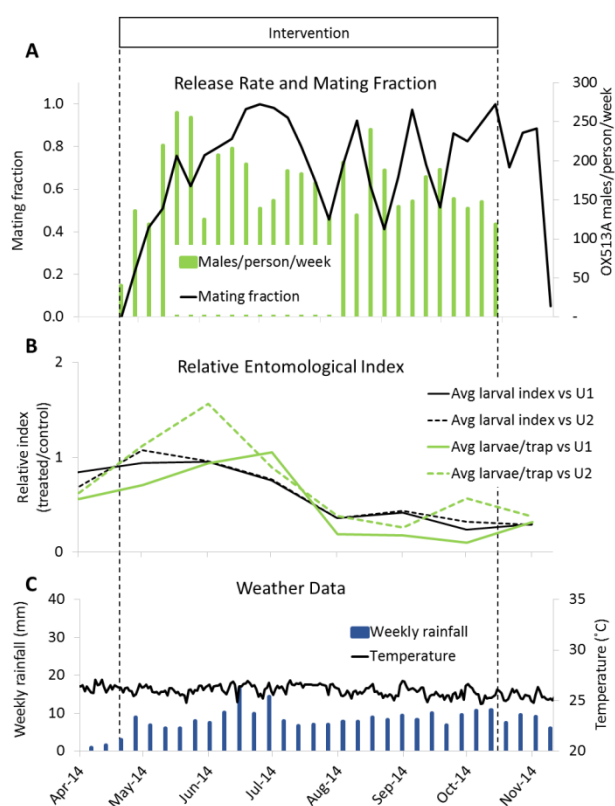 Intervention
A
Release Rate and Mating Fraction
Mating fraction
1.0
0.8
0.6
0.4
0.2
0.0
OX513A males/person/week
300
250
200
150
100
50
-
Males/person/week
Mating fraction
B
Relative Entomological Index
Relative index
(treated/control)
2
1
0
Avg larval index vs U1
Avg larval index vs U2
Avg larvae/trap vs U1
Avg larvae/trap vs U2
C
Weather Data
Weekly rainfall (mm)
40
30
20
10
0
Temperature (˚C)
35
30
25
20
Weekly rainfall
Temperature
Apr-14
May-14
Jun-14
Jul-14
Aug-14
Sep-14
Oct-14
Nov-14